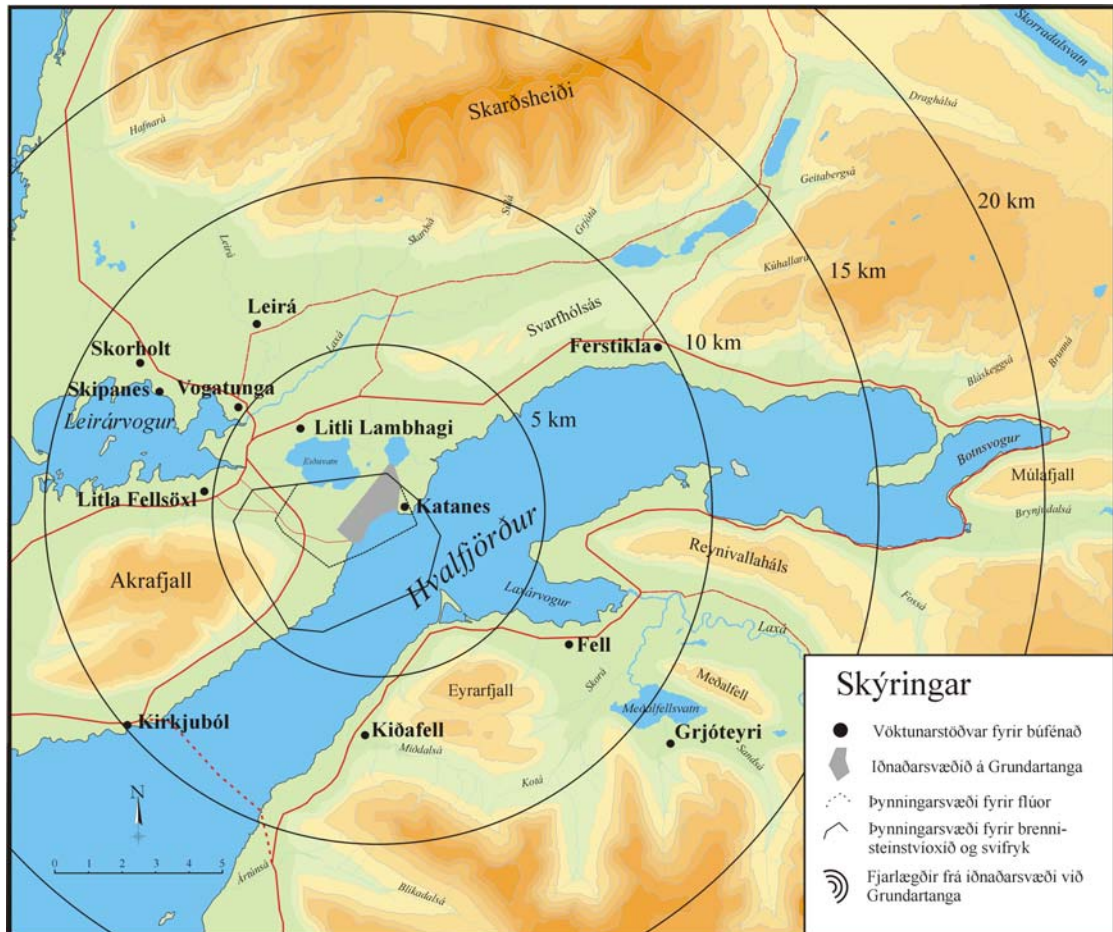 Skorradalsvatn
Draghálsá
Hafnará
Skarðsheiði
Geitabergsá
20 km
Súlá
Grjótá
Skarðsá
Leirá
Kúhallará
15 km
Leirá
Svarfhólsás
Laxá
Skorholt
Ferstikla
10 km
Brunná
Bláskeggsá
Skipanes
Vogatunga
Leirárvogur
5 km
Litli Lambhagi
Botnsvogur
Eiðisvatn
Múlafjall
Litla Fellsöxl
Katanes
Brynjudalsá
Hvalfjörður
Reynivallaháls
Akrafjall
Laxárvogur
Fossá
Laxá
Fell
Skorá
Meðalfell
Eyrarfjall
Meðalfellsvatn
Kirkjuból
Kiðafell
Grjóteyri
Miðdalsá
Sandsá
Kotá
N
0 1 2 3 4 5
Ártúnsá
Blikadalsá
Skýringar
Vöktunarstöðvar fyrir búfénað
Iðnaðarsvæðið á Grundartanga
Þynningarsvæði fyrir flúor
Þynningarsvæði fyrir brenni-
steinstvíoxíð og svifryk
Fjarlægðir frá iðnaðarsvæði við
Grundartanga